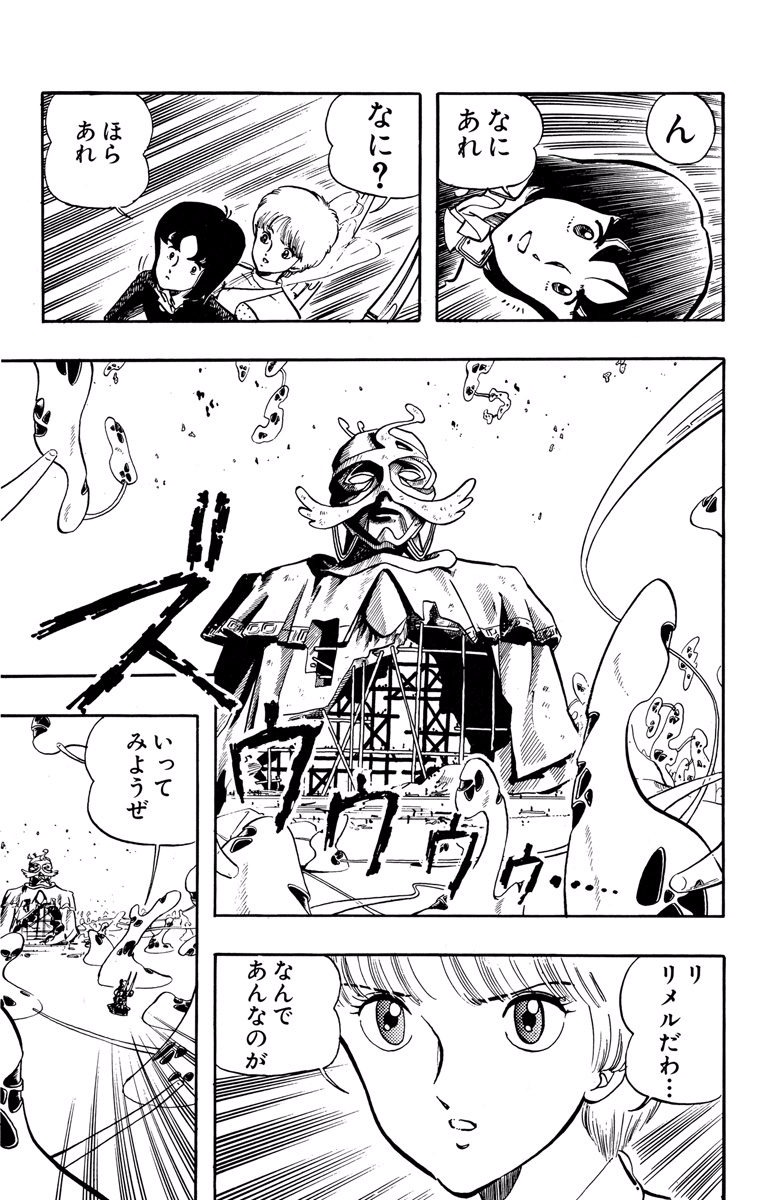 ん
なに
あれ
なに？
ほら
あれ
ズウウウウゥ……
リ
リメルだわ…
なんで
あんなのが
いって
みようぜ